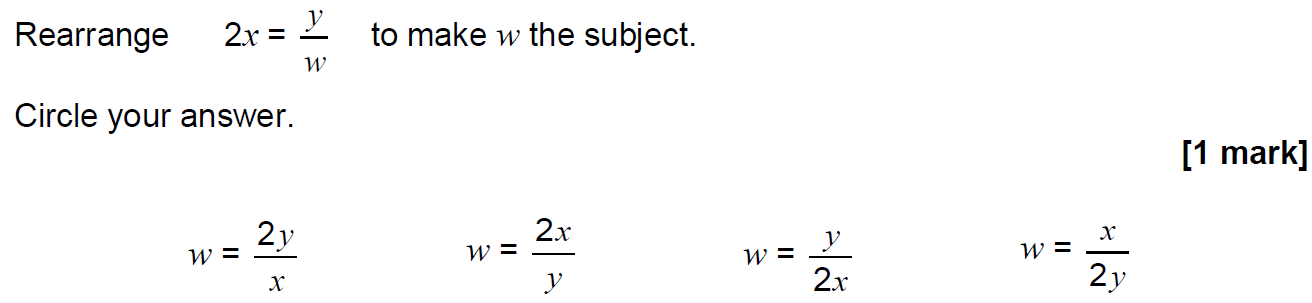 Rearrange 2x = y/w to make w the subject.
Circle your answer.
[1 mark]
w = 2y/x w = 2x/y w = y/2x w = x/2y